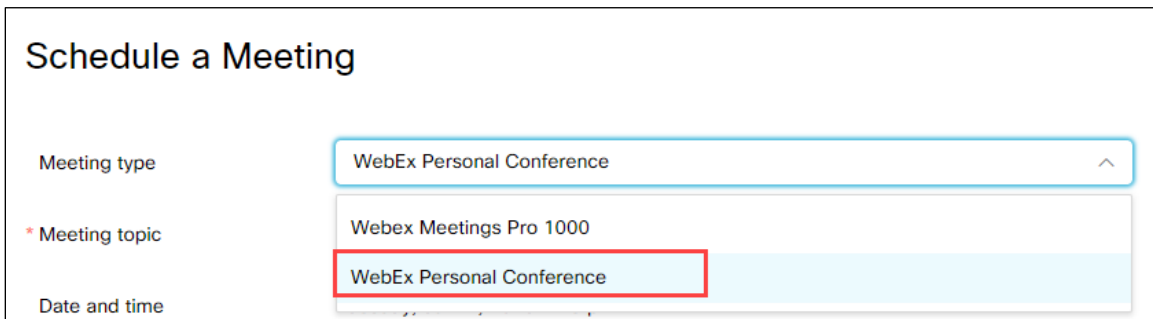 Schedule a Meeting
Meeting type
WebEx Personal Conference
* Meeting topic
Webex Meetings Pro 1000
WebEx Personal Conference
Date and time